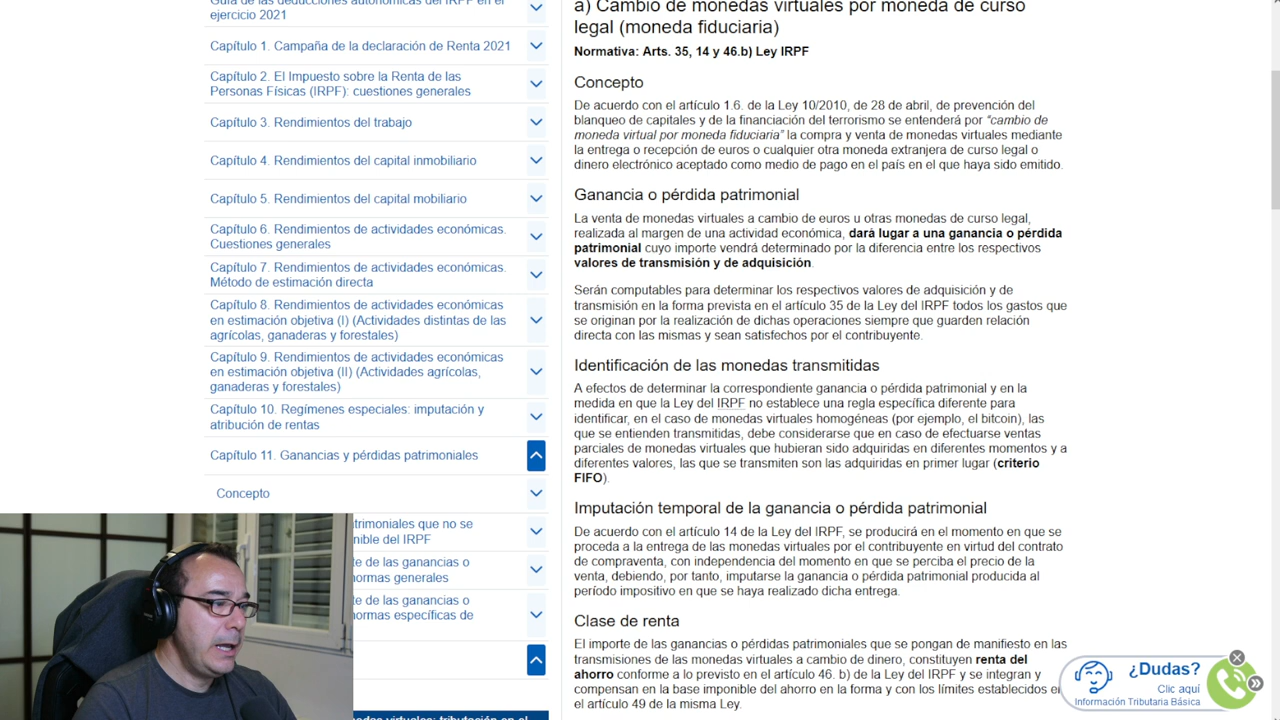 Guía de las deducciones autonómicas del IRPF en el
ejercicio 2021
Capítulo 1. Campaña de la declaración de Renta 2021
Capítulo 2. El Impuesto sobre la Renta de las
Personas Físicas (IRPF): cuestiones generales
Capítulo 3. Rendimientos del trabajo
Capítulo 4. Rendimientos del capital inmobiliario
Capítulo 5. Rendimientos del capital mobiliario
Capítulo 6. Rendimientos de actividades económicas.
Cuestiones generales
Capítulo 7. Rendimientos de actividades económicas.
Método de estimación directa
Capítulo 8. Rendimientos de actividades económicas
en estimación objetiva (I) (Actividades distintas de las
agrícolas, ganaderas y forestales)
Capítulo 9. Rendimientos de actividades económicas
en estimación objetiva (II) (Actividades agrícolas,
ganaderas y forestales)
Capítulo 10. Regímenes especiales: imputación y
atribución de rentas
Capítulo 11. Ganancias y pérdidas patrimoniales
Concepto
trimoniales que no se
nible del IRPF
te de las ganancias o
normas generales
te de las ganancias o
normas específicas de
a) Cambio de monedas virtuales por moneda de curso
legal (moneda fiduciaria)
Normativa: Arts. 35, 14 y 46.b) Ley IRPF
Concepto
De acuerdo con el artículo 1.6. de la Ley 10/2010, de 28 de abril, de prevención del
blanqueo de capitales y de la financiación del terrorismo se entenderá por “cambio de
moneda virtual por moneda fiduciaria” la compra y venta de monedas virtuales mediante
la entrega o recepción de euros o cualquier otra moneda extranjera de curso legal o
dinero electrónico aceptado como medio de pago en el país en el que haya sido emitido.
Ganancia o pérdida patrimonial
La venta de monedas virtuales a cambio de euros u otras monedas de curso legal,
realizada al margen de una actividad económica, dará lugar a una ganancia o pérdida
patrimonial cuyo importe vendrá determinado por la diferencia entre los respectivos
valores de transmisión y de adquisición.
Serán computables para determinar los respectivos valores de adquisición y de
transmisión en la forma prevista en el artículo 35 de la Ley del IRPF todos los gastos que
se originan por la realización de dichas operaciones siempre que guarden relación
directa con las mismas y sean satisfechos por el contribuyente.
Identificación de las monedas transmitidas
A efectos de determinar la correspondiente ganancia o pérdida patrimonial y en la
medida en que la Ley del IRPF no establece una regla específica diferente para
identificar, en el caso de monedas virtuales homogéneas (por ejemplo, el bitcoin), las
que se entienden transmitidas, debe considerarse que en caso de efectuarse ventas
parciales de monedas virtuales que hubieran sido adquiridas en diferentes momentos y a
diferentes valores, las que se transmiten son las adquiridas en primer lugar (criterio
FIFO).
Imputación temporal de la ganancia o pérdida patrimonial
De acuerdo con el artículo 14 de la Ley del IRPF, se producirá en el momento en que se
proceda a la entrega de las monedas virtuales por el contribuyente en virtud del contrato
de compraventa, con independencia del momento en que se perciba el precio de la
venta, debiendo, por tanto, imputarse la ganancia o pérdida patrimonial producida al
período impositivo en que se haya realizado dicha entrega.
Clase de renta
El importe de las ganancias o pérdidas patrimoniales que se pongan de manifiesto en las
transmisiones de las monedas virtuales a cambio de dinero, constituyen renta del
ahorro conforme a lo previsto en el artículo 46. b) de la Ley del IRPF y se integran y
compensan en la base imponible del ahorro en la forma y con los límites establecidos en
el artículo 49 de la misma Ley.
¿Dudas?
Clic aquí
Información Tributaria Básica